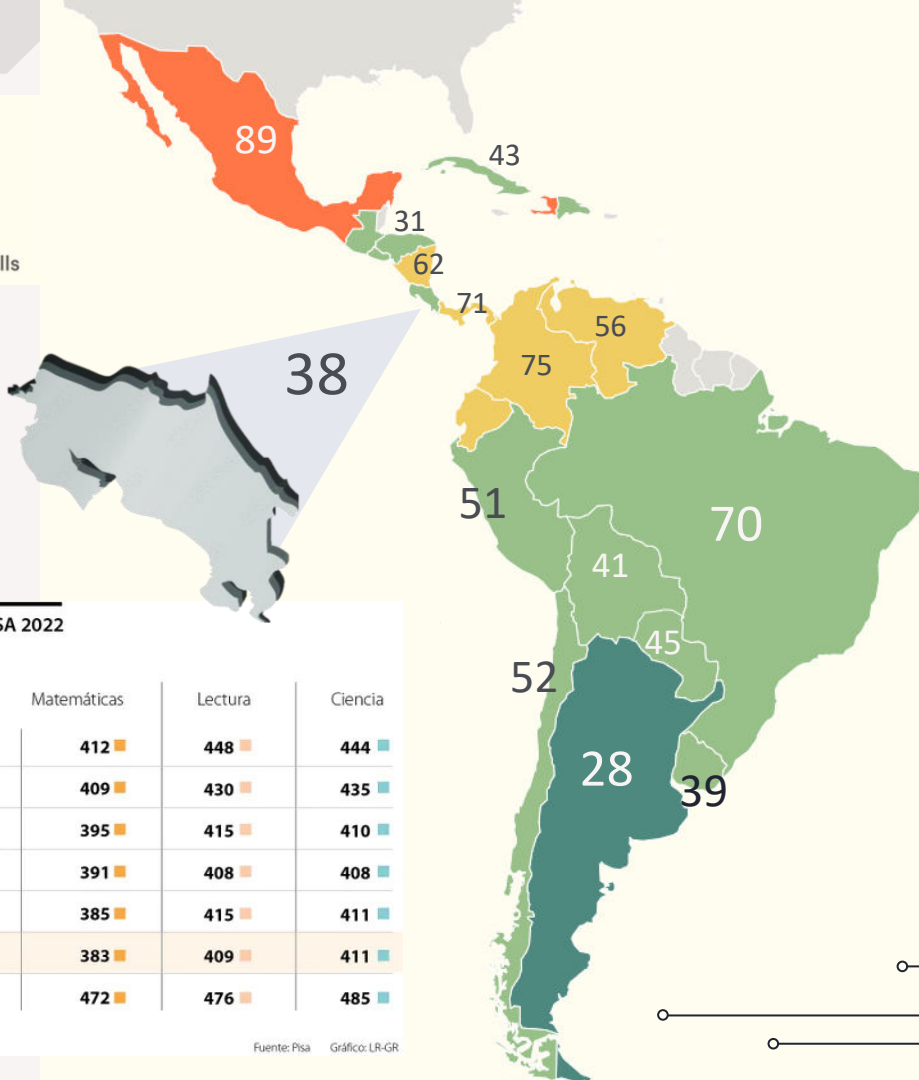 89
43
31
lls
62
71
56
38
75
51
70
41
SA 2022
45
52
Matemáticas Lectura Ciencia
412 448 444
28
409 430 435
39
395 415 410
391 408 408
385 415 411
383 409 411
472 476 485
Fuente: Pisa Gráfico: LR-GR